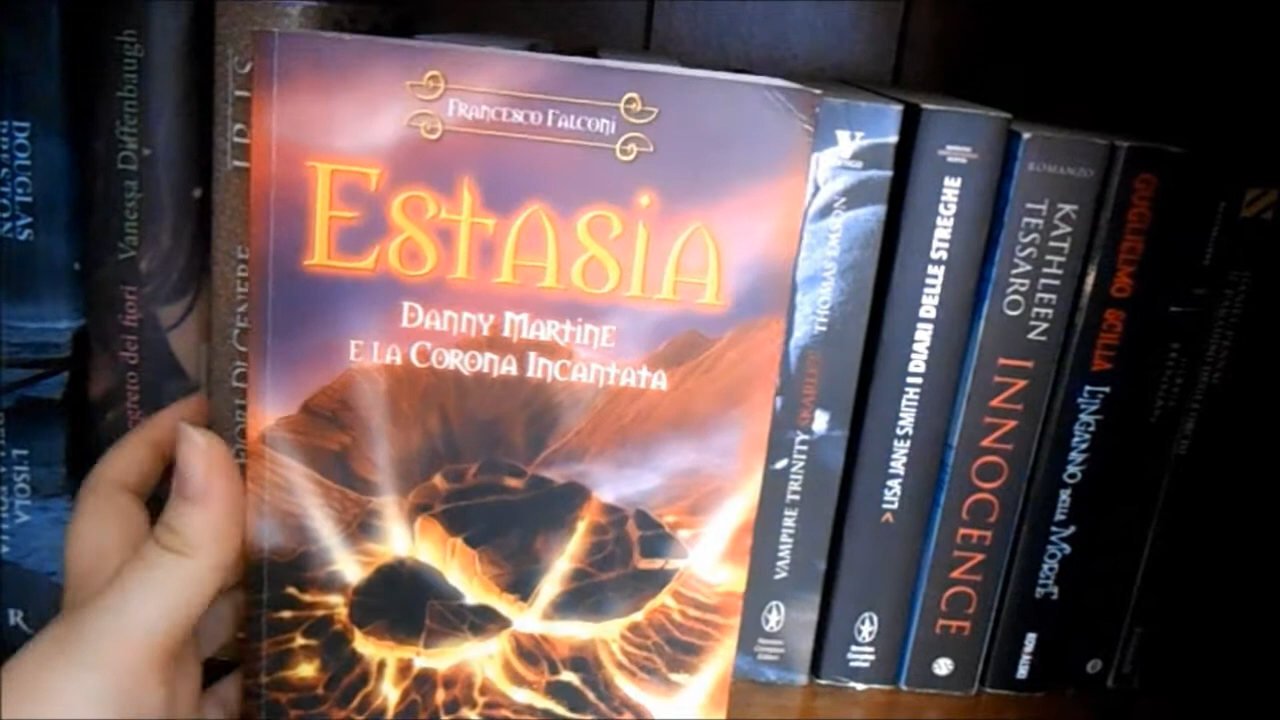 FRANCESCO FALCONI
ESTASIA
DANNY MARTINE
E LA CORONA INCANTATA
DOUGLAS
PRESTON
L'ISOLA
R
Vanessa Diffenbaugh
segreto dei fiori
FIORI DI CENERE
THOMAS EMSON
VAMPIRE TRINITY SKARLET
> LISA JANE SMITH I DIARI DELLE STREGHE
ROMANZO
KATHLEEN
TESSARO
INNOCENCE
GUGLIELMO SCILLA
L'INGANNO DELLA MORTE